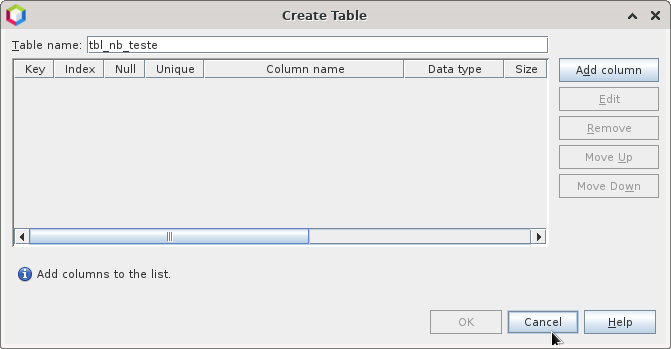 Create Table
Table name: tbl_nb_teste
Key Index Null Unique Column name Data type Size
Add column
Edit
Remove
Move Up
Move Down
Add columns to the list.
OK Cancel Help